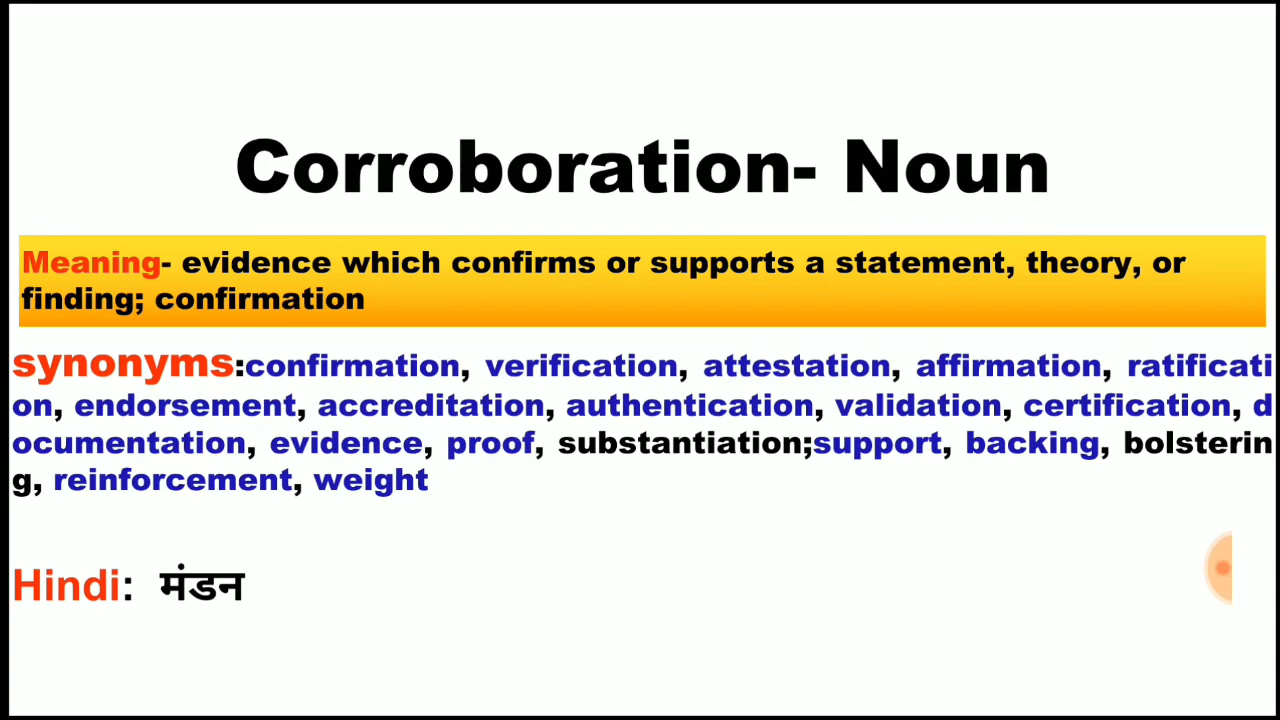 Corroboration- Noun
Meaning- evidence which confirms or supports a statement, theory, or
finding; confirmation
synonyms:confirmation, verification, attestation, affirmation, ratificati
on, endorsement, accreditation, authentication, validation, certification, d
ocumentation, evidence, proof, substantiation;support, backing, bolsterin
g, reinforcement, weight
Hindi: मंडन